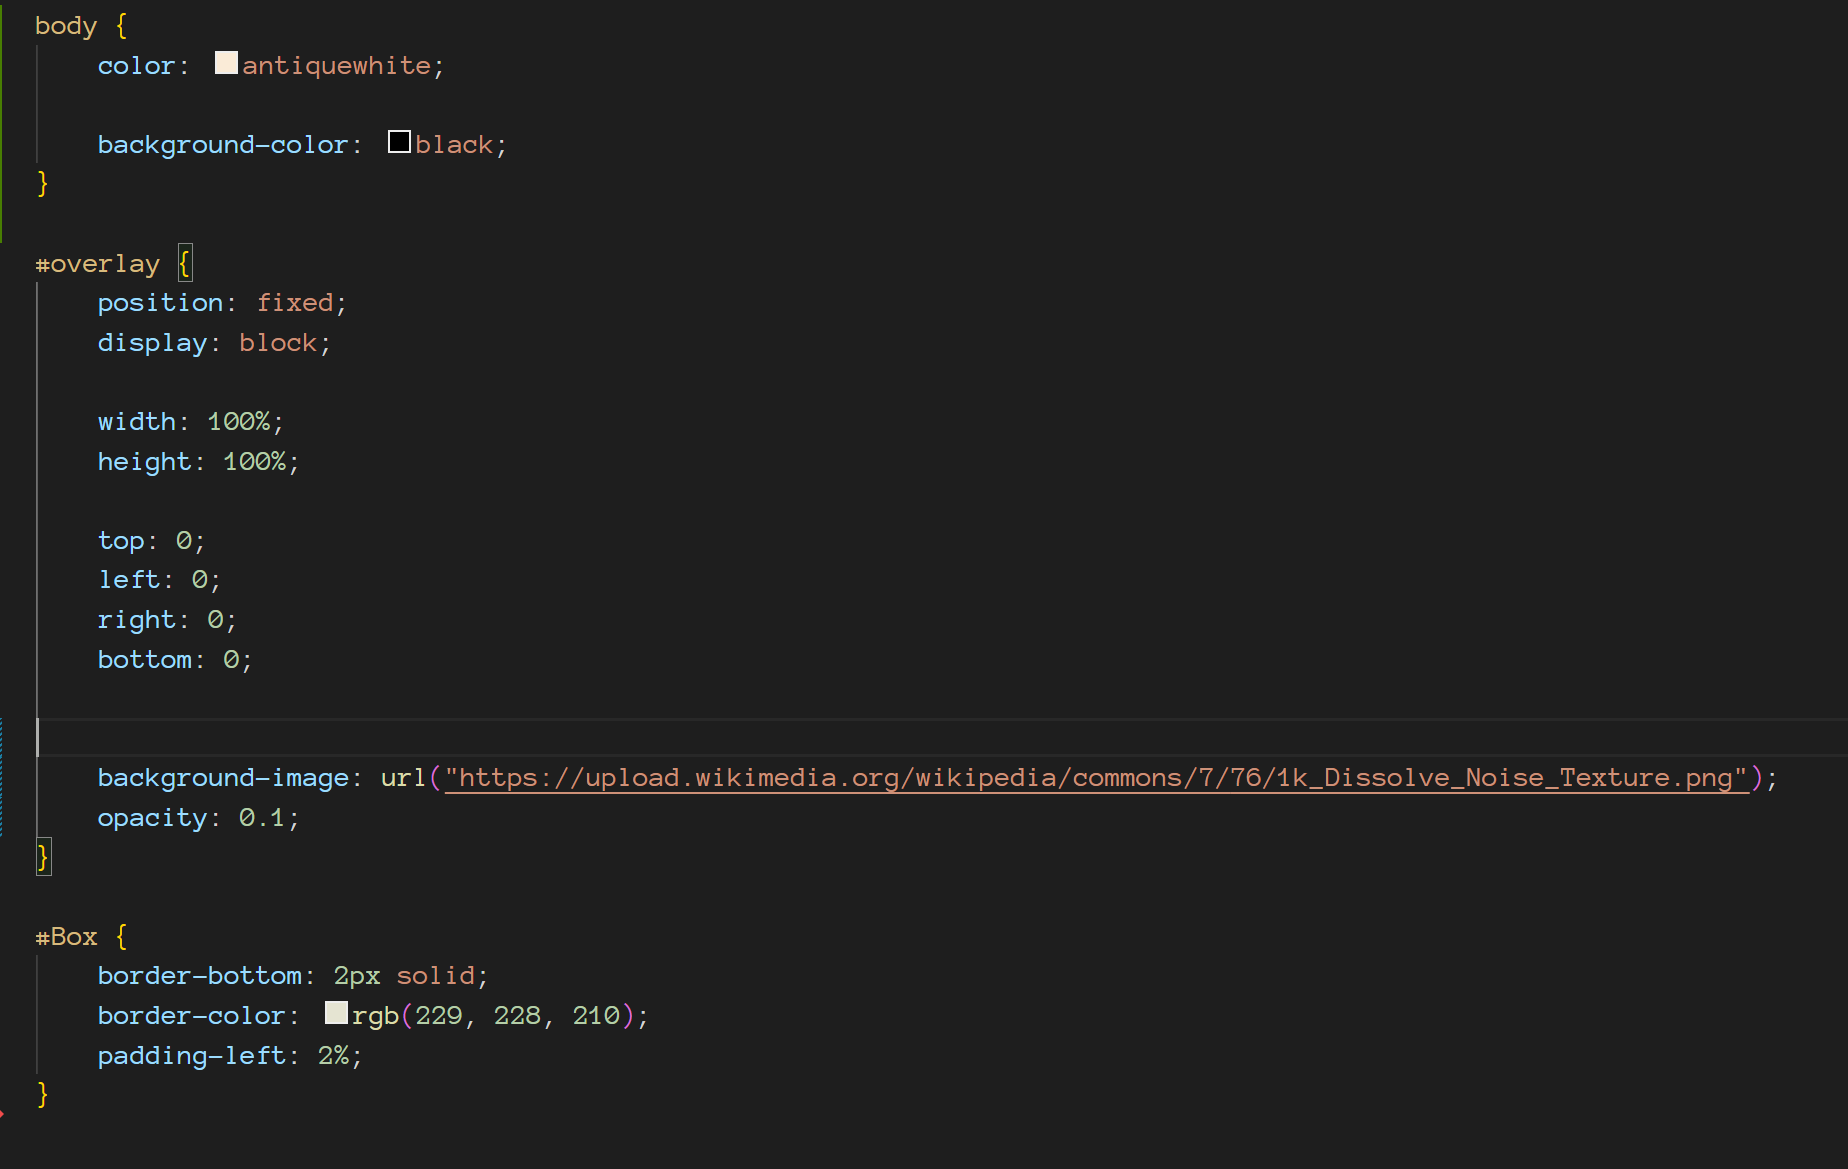 body {
    color: antiquewhite;

    background-color: black;
}

#overlay {
    position: fixed;
    display: block;

    width: 100%;
    height: 100%;

    top: 0;
    left: 0;
    right: 0;
    bottom: 0;


    background-image: url("https://upload.wikimedia.org/wikipedia/commons/7/76/1k_Dissolve_Noise_Texture.png");
    opacity: 0.1;
}

#Box {
    border-bottom: 2px solid;
    border-color: rgb(229, 228, 210);
    padding-left: 2%;
}